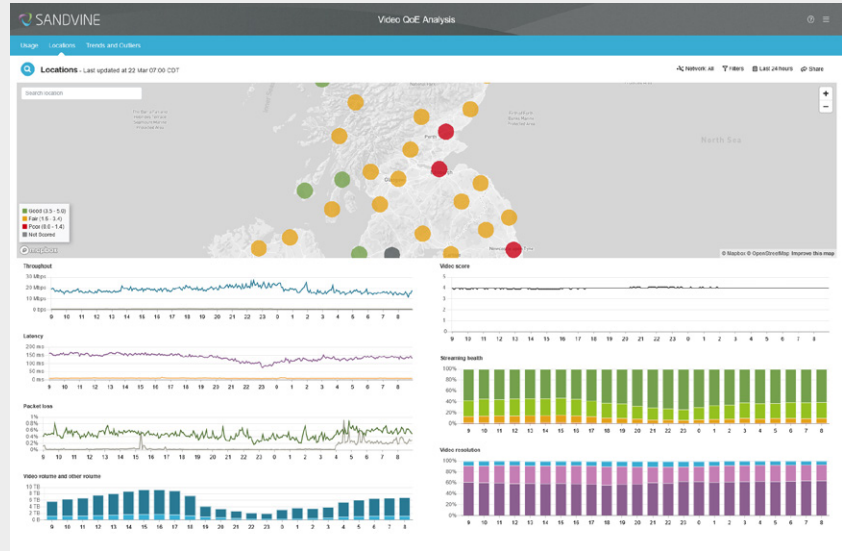 SANDVINE
Video QoE Analysis
Usage Locations Trends and Outliers
Locations - Last updated at 22 Mar 07:00 CDT
Network: All Filters Last 24 hours Share
Search location
+
−
North Sea
Perth
Good (3.5 - 5.0)
Fair (1.5 - 3.4)
Poor (0.0 - 1.4)
Not Scored
mapbox
© Mapbox © OpenStreetMap Improve this map
Throughput
30 Mbps
20 Mbps
10 Mbps
0 bps
9 10 11 12 13 14 15 16 17 18 19 20 21 22 23 0 1 2 3 4 5 6 7 8
Latency
200 ms
150 ms
100 ms
50 ms
0 ms
9 10 11 12 13 14 15 16 17 18 19 20 21 22 23 0 1 2 3 4 5 6 7 8
Packet loss
1%
0.8%
0.6%
0.4%
0.2%
0%
9 10 11 12 13 14 15 16 17 18 19 20 21 22 23 0 1 2 3 4 5 6 7 8
Video volume and other volume
10 TB
8 TB
6 TB
4 TB
2 TB
0 B
9 10 11 12 13 14 15 16 17 18 19 20 21 22 23 0 1 2 3 4 5 6 7 8
Video score
5
4
3
2
1
0
9 10 11 12 13 14 15 16 17 18 19 20 21 22 23 0 1 2 3 4 5 6 7 8
Streaming health
100%
80%
60%
40%
20%
0%
9 10 11 12 13 14 15 16 17 18 19 20 21 22 23 0 1 2 3 4 5 6 7 8
Video resolution
100%
80%
60%
40%
20%
0%
9 10 11 12 13 14 15 16 17 18 19 20 21 22 23 0 1 2 3 4 5 6 7 8